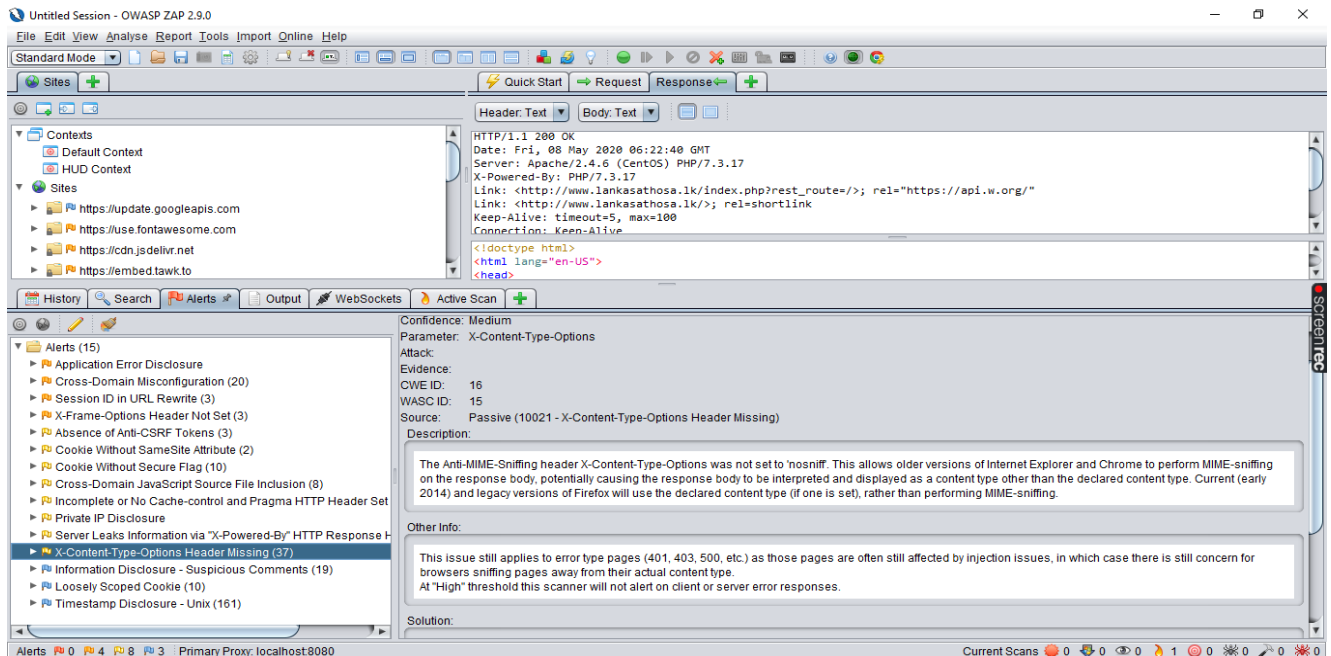 Untitled Session - OWASP ZAP 2.9.0
File Edit View Analyse Report Tools Import Online Help
Standard Mode
Sites
Quick Start Request Response
Header: Text Body: Text
Contexts
Default Context
HUD Context
Sites
https://update.googleapis.com
https://use.fontawesome.com
https://cdn.jsdelivr.net
https://embed.tawk.to
HTTP/1.1 200 OK
Date: Fri, 08 May 2020 06:22:40 GMT
Server: Apache/2.4.6 (CentOS) PHP/7.3.17
X-Powered-By: PHP/7.3.17
Link: <http://www.lankasathosa.lk/index.php?rest_route=/>; rel="https://api.w.org/"
Link: <http://www.lankasathosa.lk/>; rel=shortlink
Keep-Alive: timeout=5, max=100
Connection: Keep-Alive
<!doctype html>
<html lang="en-US">
<head>
History Search Alerts Output WebSockets Active Scan
Alerts (15)
Application Error Disclosure
Cross-Domain Misconfiguration (20)
Session ID in URL Rewrite (3)
X-Frame-Options Header Not Set (3)
Absence of Anti-CSRF Tokens (3)
Cookie Without SameSite Attribute (2)
Cookie Without Secure Flag (10)
Cross-Domain JavaScript Source File Inclusion (8)
Incomplete or No Cache-control and Pragma HTTP Header Set
Private IP Disclosure
Server Leaks Information via "X-Powered-By" HTTP Response H
X-Content-Type-Options Header Missing (37)
Information Disclosure - Suspicious Comments (19)
Loosely Scoped Cookie (10)
Timestamp Disclosure - Unix (161)
Confidence: Medium
Parameter: X-Content-Type-Options
Attack:
Evidence:
CWE ID: 16
WASC ID: 15
Source: Passive (10021 - X-Content-Type-Options Header Missing)
Description:
The Anti-MIME-Sniffing header X-Content-Type-Options was not set to 'nosniff'. This allows older versions of Internet Explorer and Chrome to perform MIME-sniffing
on the response body, potentially causing the response body to be interpreted and displayed as a content type other than the declared content type. Current (early
2014) and legacy versions of Firefox will use the declared content type (if one is set), rather than performing MIME-sniffing.
Other Info:
This issue still applies to error type pages (401, 403, 500, etc.) as those pages are often still affected by injection issues, in which case there is still concern for
browsers sniffing pages away from their actual content type.
At "High" threshold this scanner will not alert on client or server error responses.
Solution:
screenrec
Alerts 0 4 8 3 Primary Proxy: localhost:8080
Current Scans 0 0 0 1 0 0 0 0